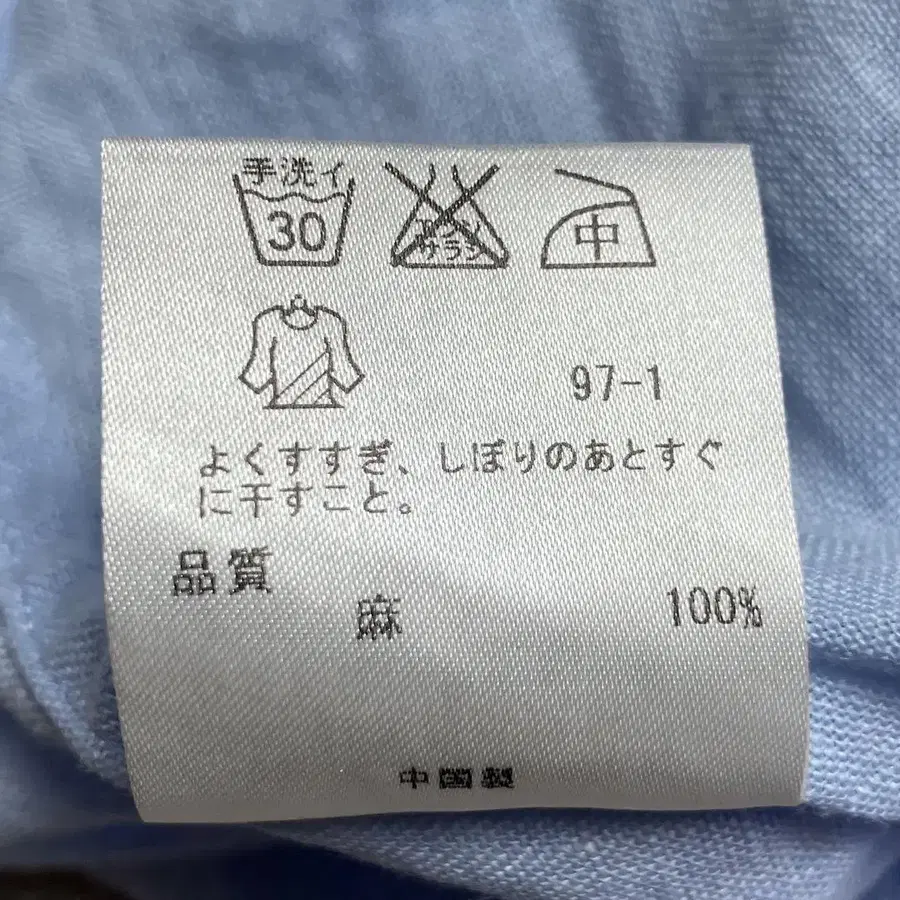 手洗イ
30
エンソ
サラシ
中
97-1
よくすすぎ、しぼりのあとすぐ
に干すこと。
品質
麻 100%
中国製